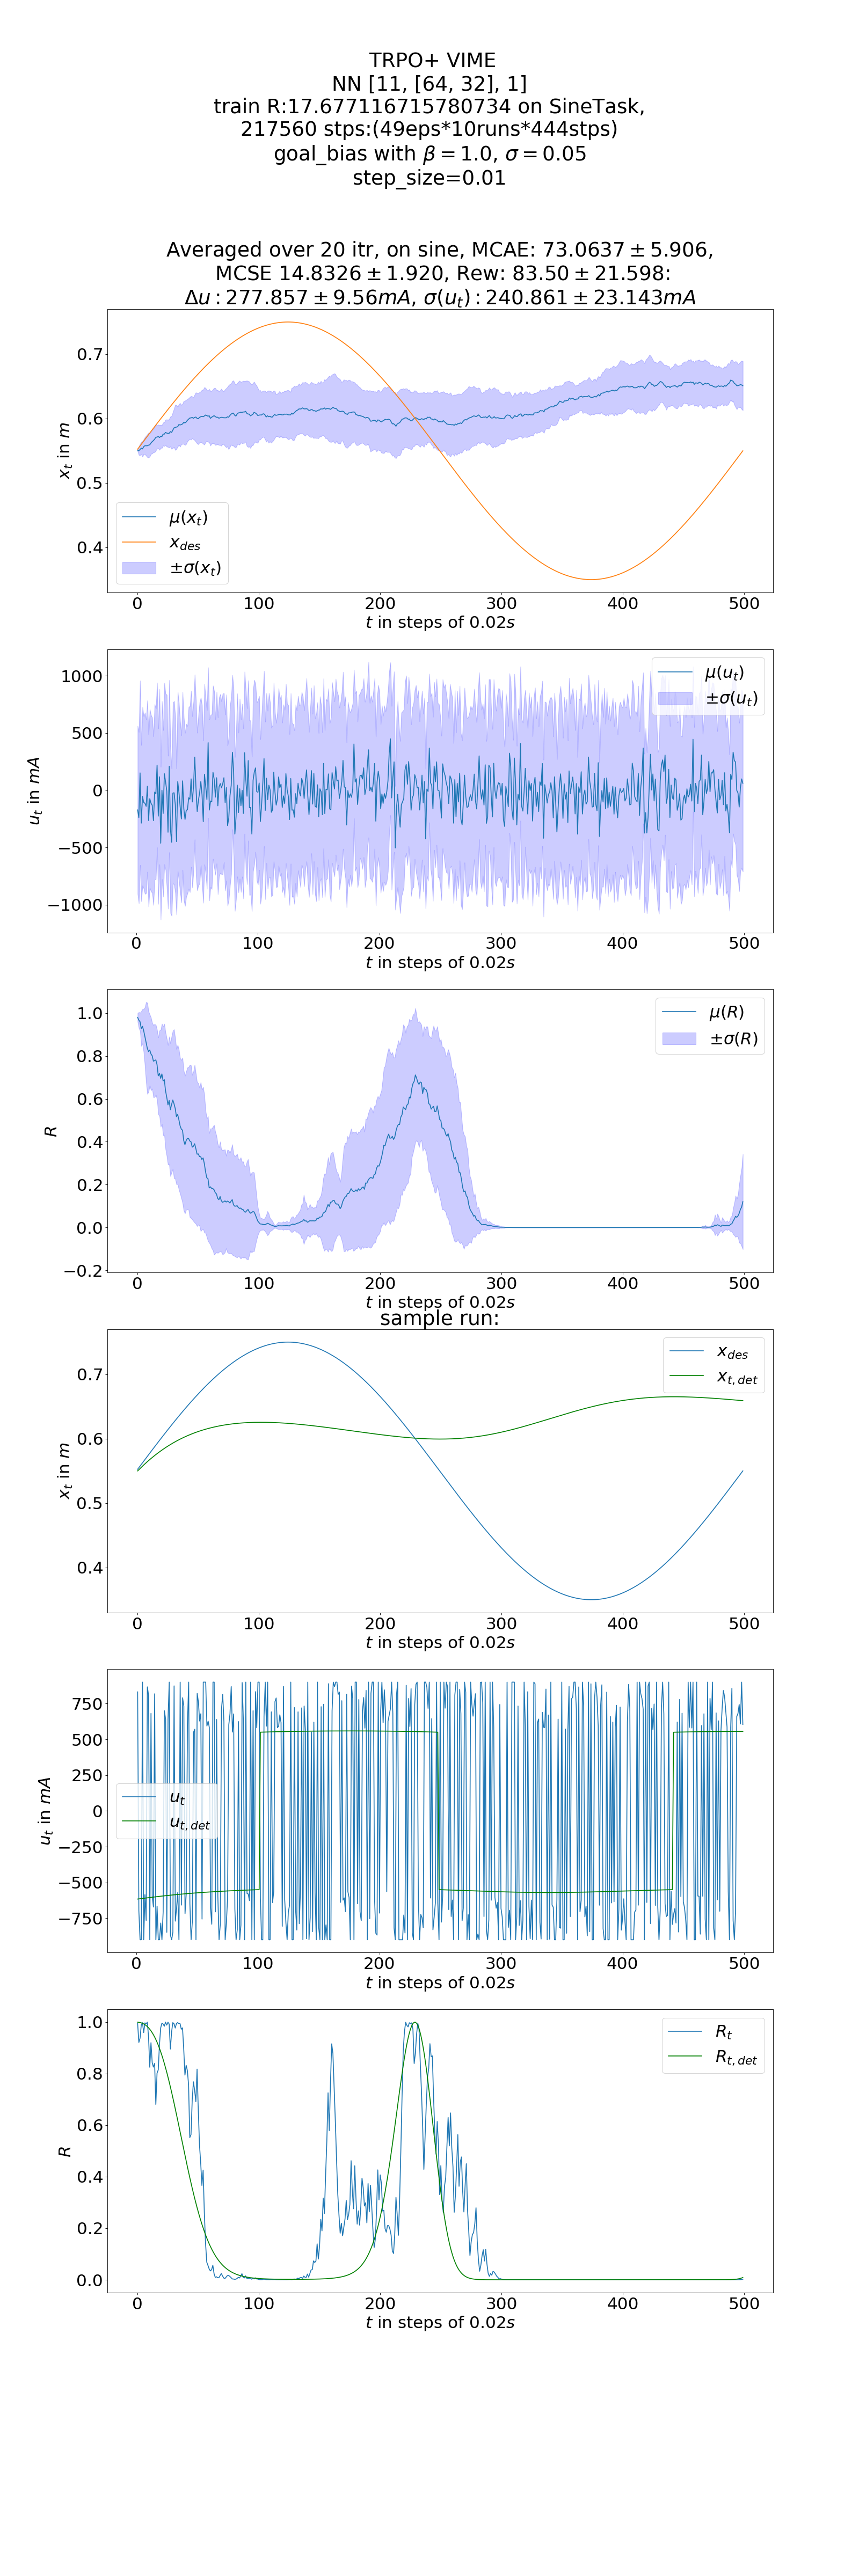 TRPO+ VIME
NN [11, [64, 32], 1]
train R:17.677116715780734 on SineTask,
217560 stps:(49eps*10runs*444stps)
goal_bias with β = 1.0, σ = 0.05
step_size=0.01
Averaged over 20 itr, on sine, MCAE: 73.0637 ± 5.906,
MCSE 14.8326 ± 1.920, Rew: 83.50 ± 21.598:
Δu : 277.857 ± 9.56mA, σ(u_t) : 240.861 ± 23.143mA
0.7
0.6
0.5
0.4
x_t in m
μ(x_t)
x_des
±σ(x_t)
0 100 200 300 400 500
t in steps of 0.02s
1000
500
0
−500
−1000
u_t in mA
μ(u_t)
±σ(u_t)
0 100 200 300 400 500
t in steps of 0.02s
1.0
0.8
0.6
0.4
0.2
0.0
−0.2
R
μ(R)
±σ(R)
0 100 200 300 400 500
t in steps of 0.02s
sample run:
0.7
0.6
0.5
0.4
x_t in m
x_des
x_t,det
0 100 200 300 400 500
t in steps of 0.02s
750
500
250
0
−250
−500
−750
u_t in mA
u_t
u_t,det
0 100 200 300 400 500
t in steps of 0.02s
1.0
0.8
0.6
0.4
0.2
0.0
R
R_t
R_t,det
0 100 200 300 400 500
t in steps of 0.02s